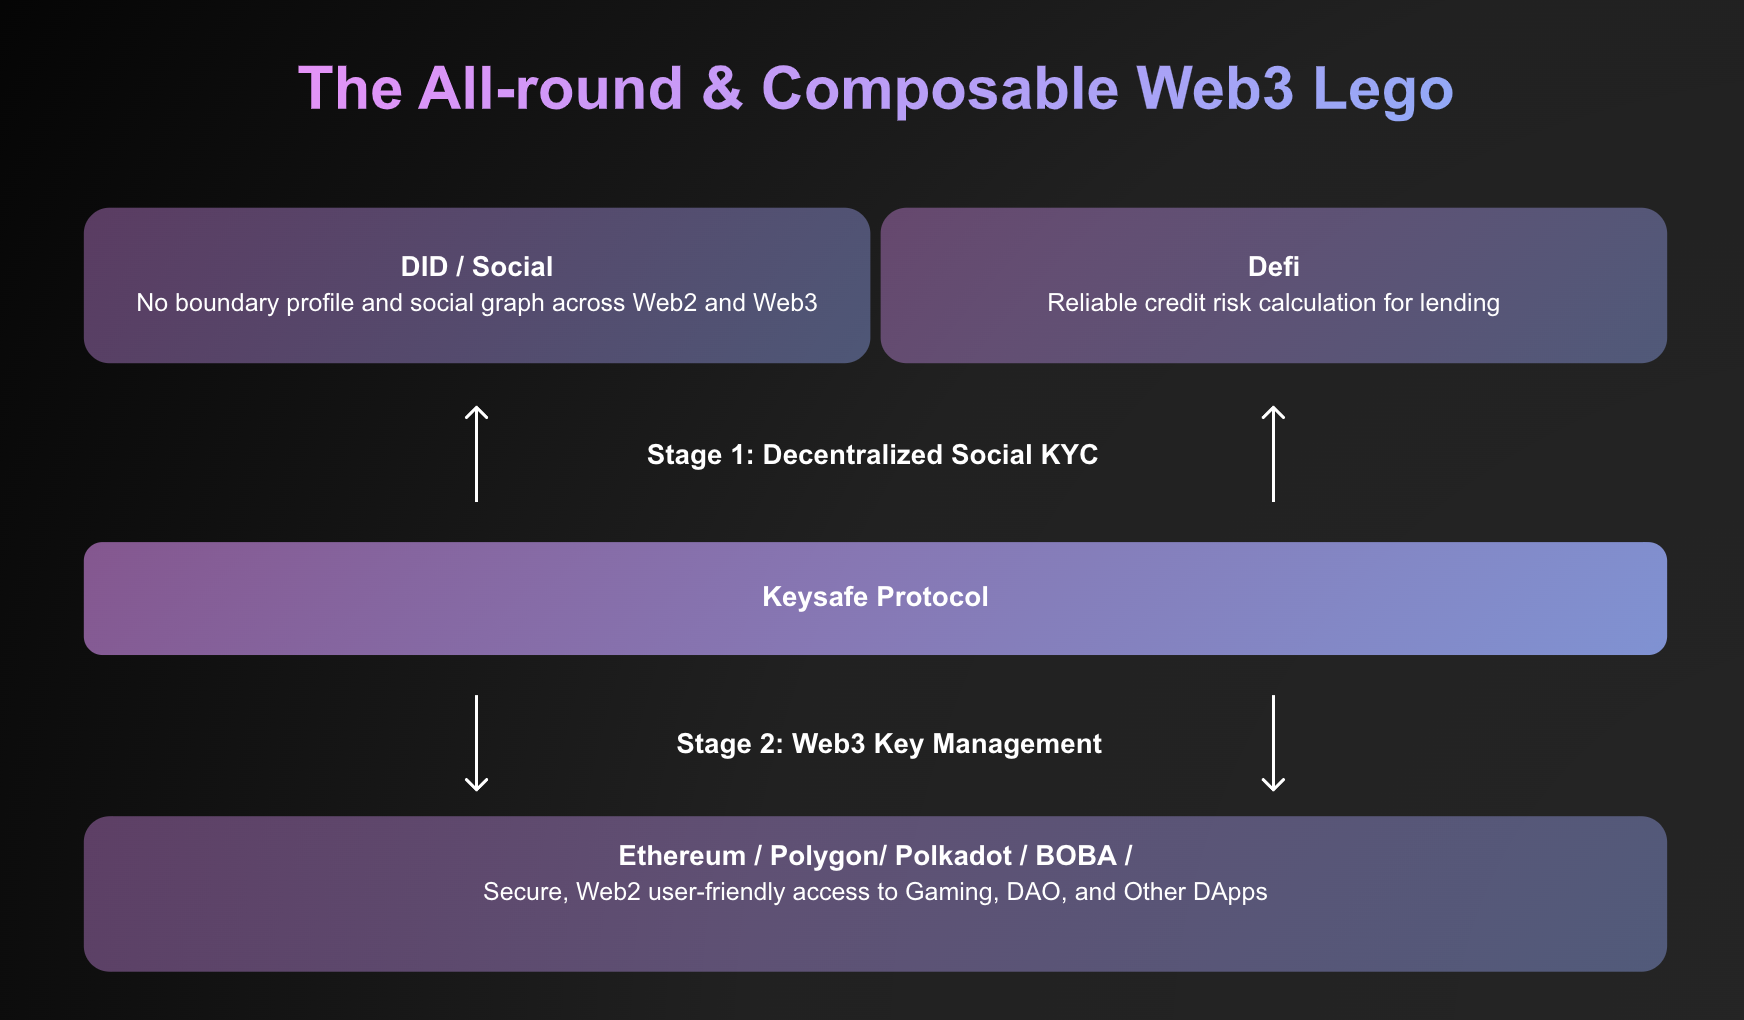 The All-round & Composable Web3 Lego
DID / Social
No boundary profile and social graph across Web2 and Web3
Defi
Reliable credit risk calculation for lending
Stage 1: Decentralized Social KYC
Keysafe Protocol
Stage 2: Web3 Key Management
Ethereum / Polygon/ Polkadot / BOBA /
Secure, Web2 user-friendly access to Gaming, DAO, and Other DApps